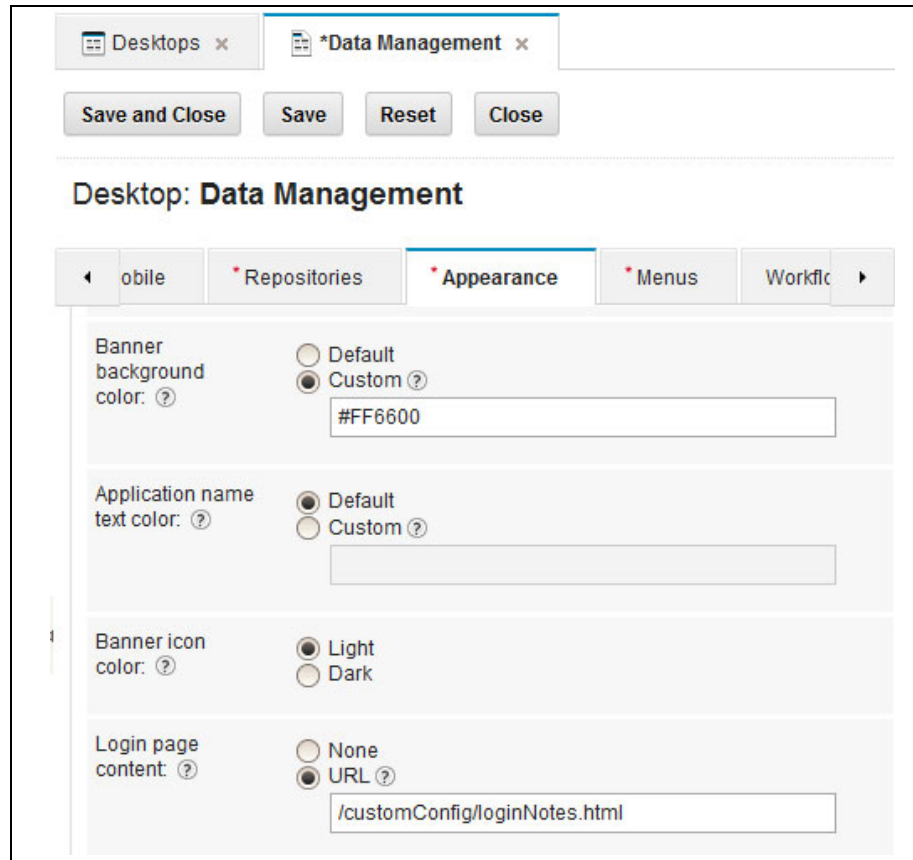 Desktops ×
*Data Management ×
Save and Close Save Reset Close
Desktop: Data Management
obile *Repositories *Appearance *Menus Workflo
Banner
background
color: ?
Default
Custom ?
#FF6600
Application name
text color: ?
Default
Custom ?
Banner icon
color: ?
Light
Dark
Login page
content: ?
None
URL ?
/customConfig/loginNotes.html